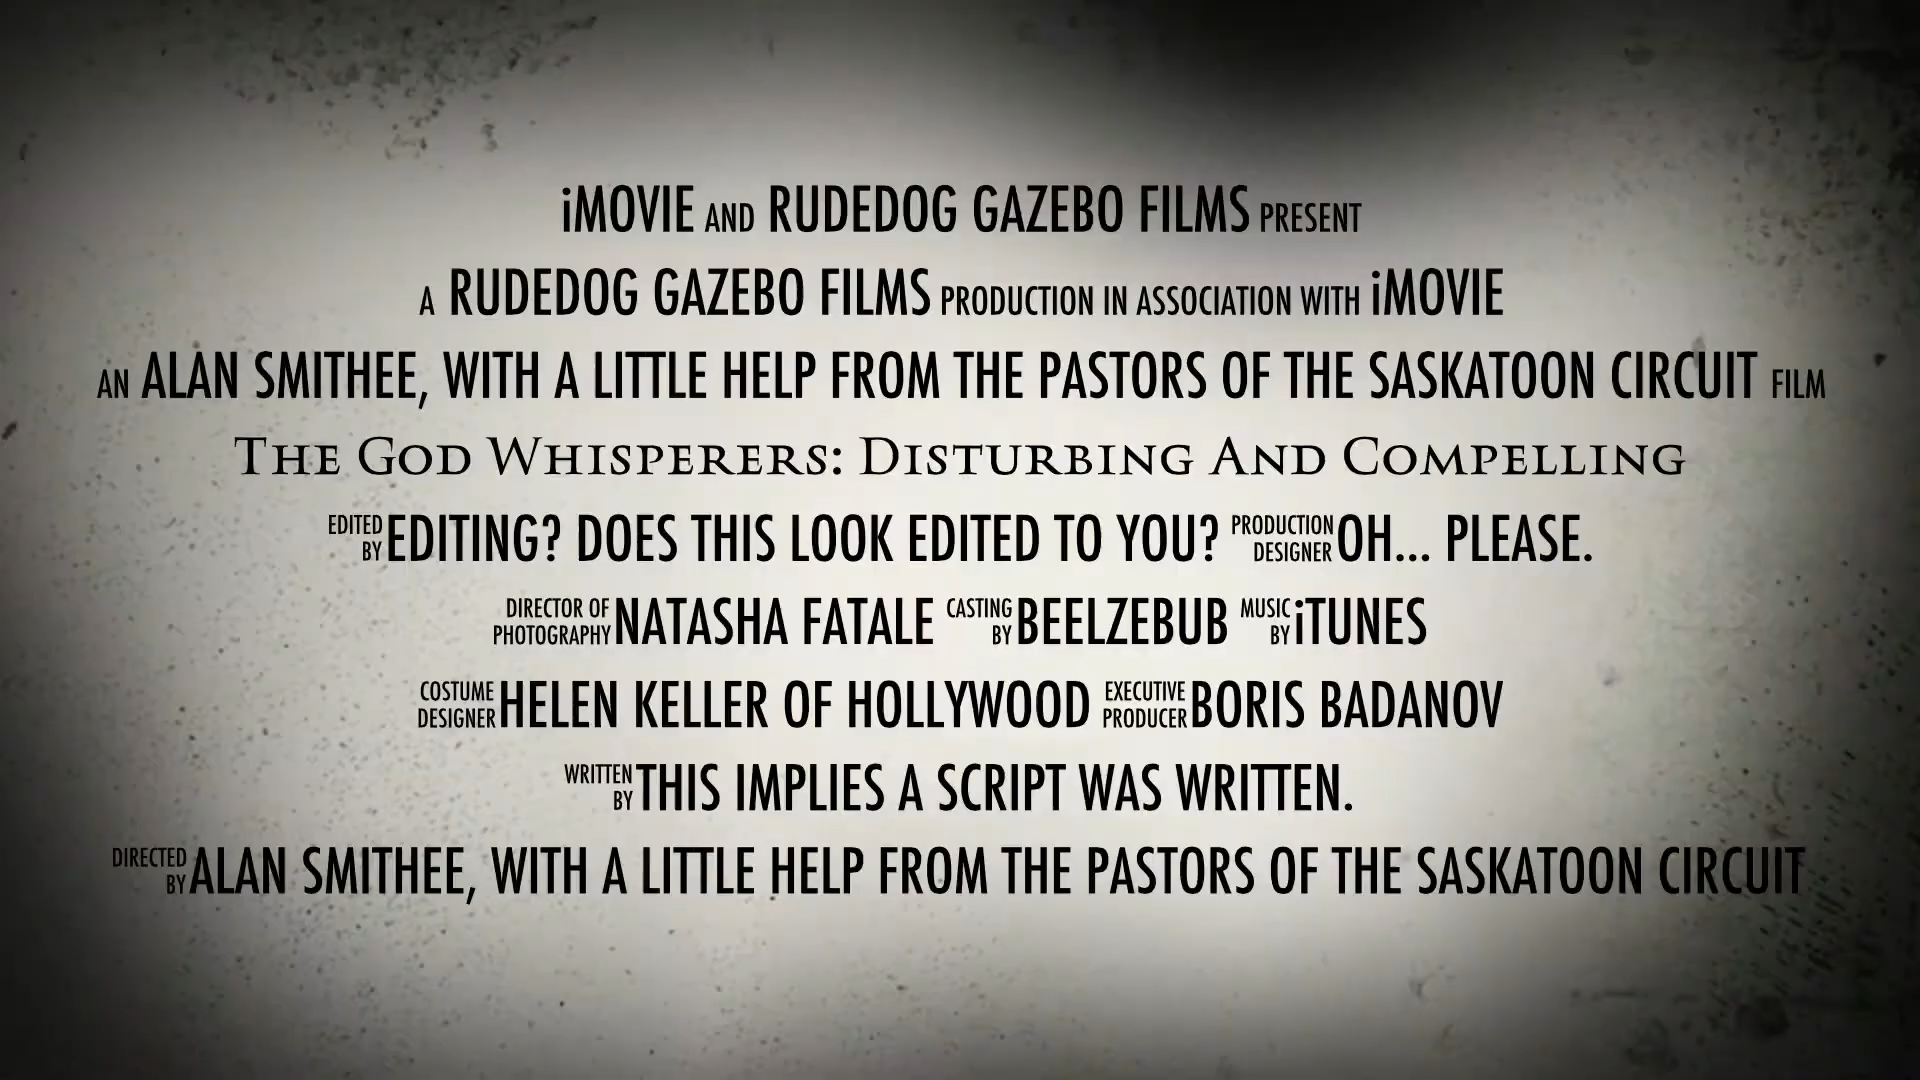 iMOVIE AND RUDEDOG GAZEBO FILMS PRESENT
A RUDEDOG GAZEBO FILMS PRODUCTION IN ASSOCIATION WITH iMOVIE
AN ALAN SMITHEE, WITH A LITTLE HELP FROM THE PASTORS OF THE SASKATOON CIRCUIT FILM
THE GOD WHISPERERS: DISTURBING AND COMPELLING
EDITED BY EDITING? DOES THIS LOOK EDITED TO YOU? PRODUCTION DESIGNER OH... PLEASE.
DIRECTOR OF PHOTOGRAPHY NATASHA FATALE CASTING BY BEELZEBUB MUSIC BY iTUNES
COSTUME DESIGNER HELEN KELLER OF HOLLYWOOD EXECUTIVE PRODUCER BORIS BADANOV
WRITTEN BY THIS IMPLIES A SCRIPT WAS WRITTEN.
DIRECTED BY ALAN SMITHEE, WITH A LITTLE HELP FROM THE PASTORS OF THE SASKATOON CIRCUIT